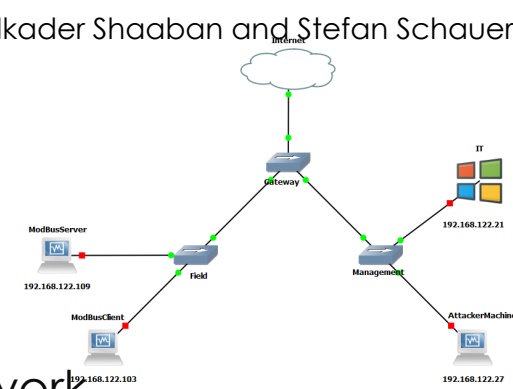 lkader Shaaban and Stefan Schauer
Internet
Gateway
IT
192.168.122.21
ModBusServer
192.168.122.109
Field
Management
ModBusClient
192.168.122.103
AttackerMachine
192.168.122.27
work